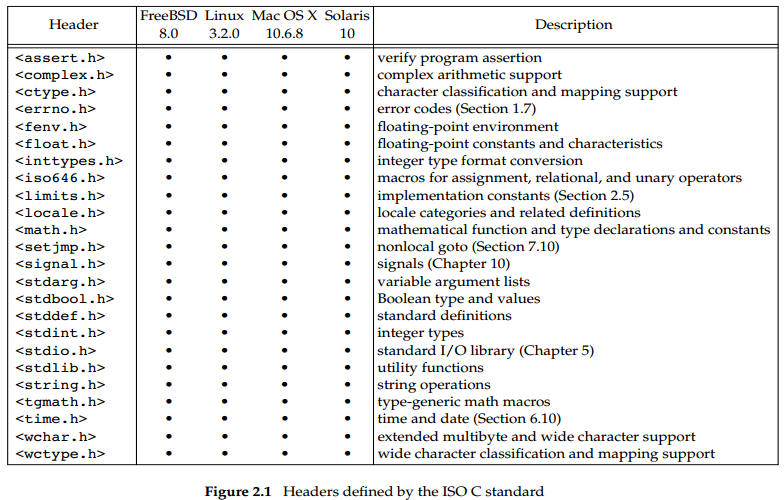 Header FreeBSD Linux Mac OS X Solaris Description
8.0 3.2.0 10.6.8 10
<assert.h> • • • • verify program assertion
<complex.h> • • • • complex arithmetic support
<ctype.h> • • • • character classification and mapping support
<errno.h> • • • • error codes (Section 1.7)
<fenv.h> • • • • floating-point environment
<float.h> • • • • floating-point constants and characteristics
<inttypes.h> • • • • integer type format conversion
<iso646.h> • • • • macros for assignment, relational, and unary operators
<limits.h> • • • • implementation constants (Section 2.5)
<locale.h> • • • • locale categories and related definitions
<math.h> • • • • mathematical function and type declarations and constants
<setjmp.h> • • • • nonlocal goto (Section 7.10)
<signal.h> • • • • signals (Chapter 10)
<stdarg.h> • • • • variable argument lists
<stdbool.h> • • • • Boolean type and values
<stddef.h> • • • • standard definitions
<stdint.h> • • • • integer types
<stdio.h> • • • • standard I/O library (Chapter 5)
<stdlib.h> • • • • utility functions
<string.h> • • • • string operations
<tgmath.h> • • • • type-generic math macros
<time.h> • • • • time and date (Section 6.10)
<wchar.h> • • • • extended multibyte and wide character support
<wctype.h> • • • • wide character classification and mapping support
Figure 2.1 Headers defined by the ISO C standard